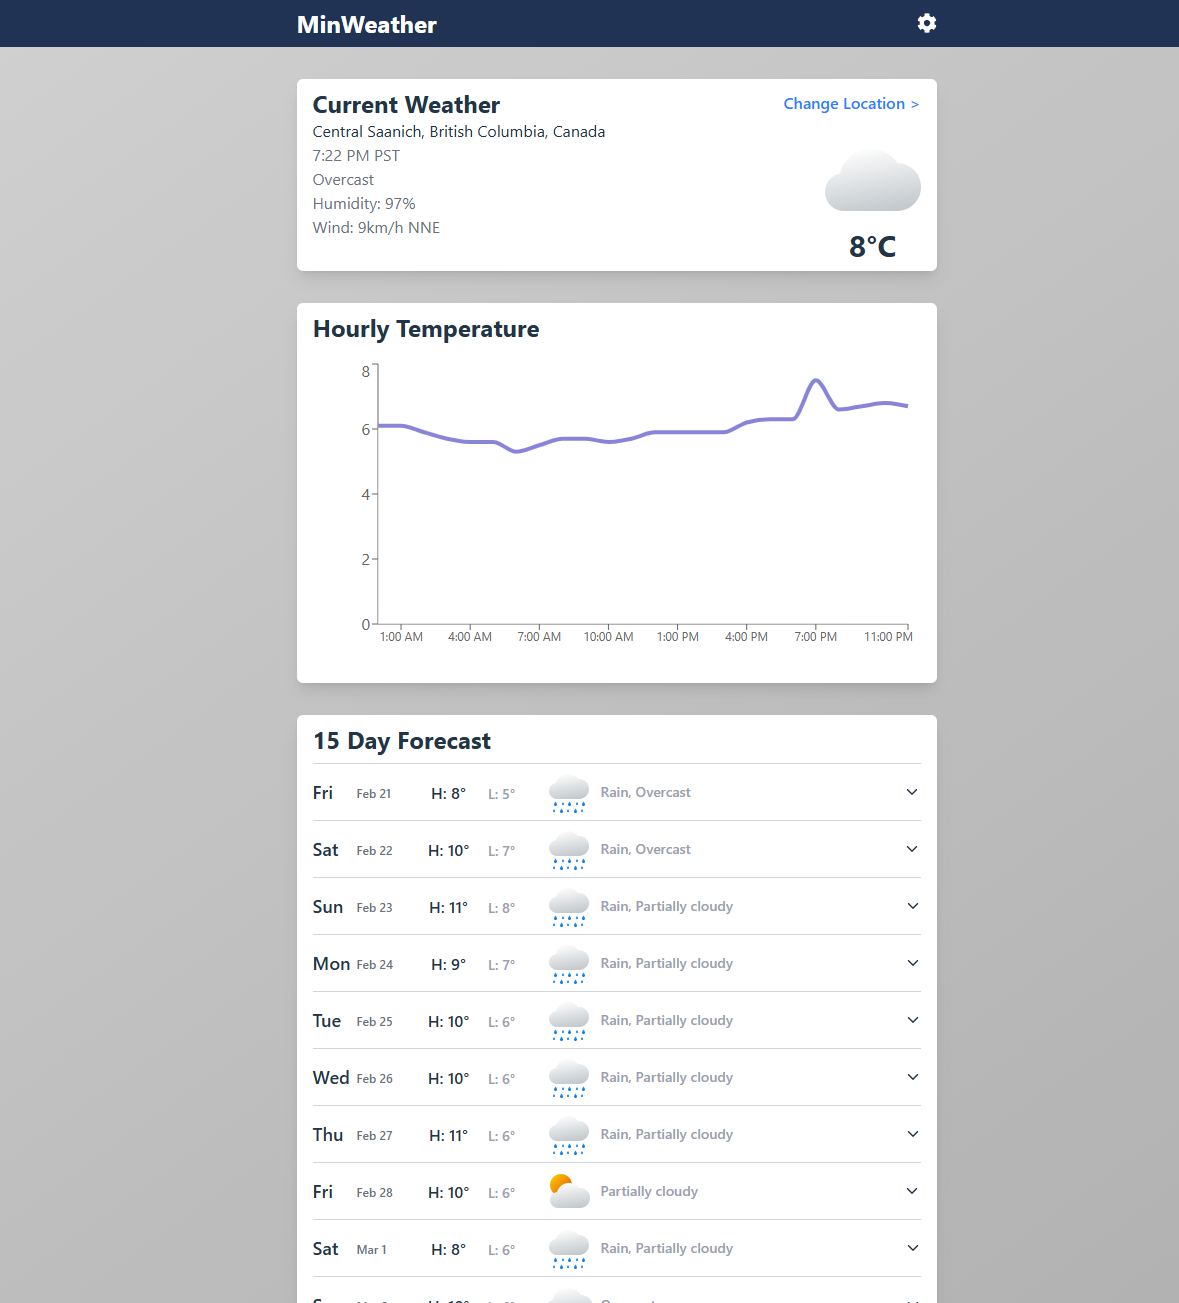 MinWeather
Current Weather
Change Location >
Central Saanich, British Columbia, Canada
7:22 PM PST
Overcast
Humidity: 97%
Wind: 9km/h NNE
8°C
Hourly Temperature
8
6
4
2
0
1:00 AM 4:00 AM 7:00 AM 10:00 AM 1:00 PM 4:00 PM 7:00 PM 11:00 PM
15 Day Forecast
Fri Feb 21 H: 8° L: 5° Rain, Overcast
Sat Feb 22 H: 10° L: 7° Rain, Overcast
Sun Feb 23 H: 11° L: 8° Rain, Partially cloudy
Mon Feb 24 H: 9° L: 7° Rain, Partially cloudy
Tue Feb 25 H: 10° L: 6° Rain, Partially cloudy
Wed Feb 26 H: 10° L: 6° Rain, Partially cloudy
Thu Feb 27 H: 11° L: 6° Rain, Partially cloudy
Fri Feb 28 H: 10° L: 6° Partially cloudy
Sat Mar 1 H: 8° L: 6° Rain, Partially cloudy